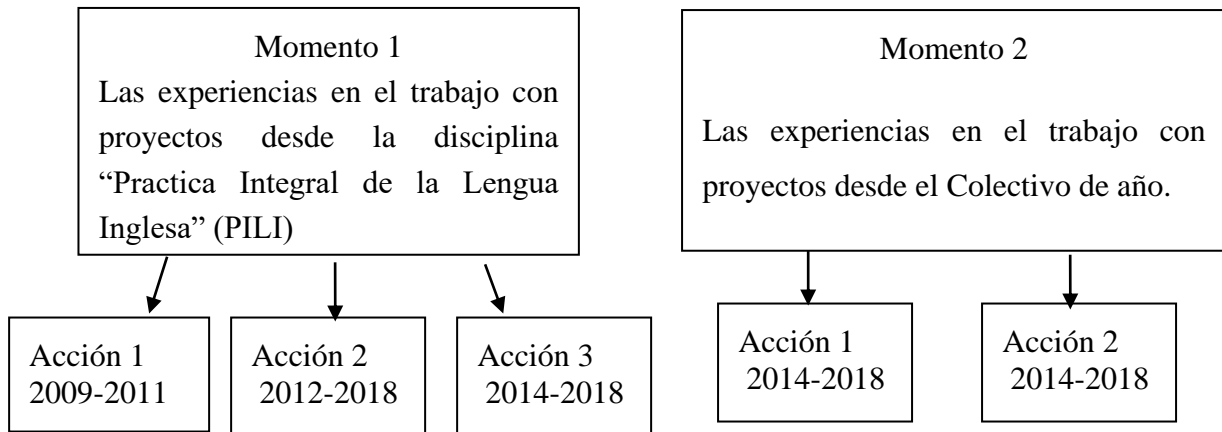 Momento 1
Las experiencias en el trabajo con
proyectos desde la disciplina
“Practica Integral de la Lengua
Inglesa” (PILI)
Momento 2
Las experiencias en el trabajo con
proyectos desde el Colectivo de año.
Acción 1
2009-2011
Acción 2
2012-2018
Acción 3
2014-2018
Acción 1
2014-2018
Acción 2
2014-2018